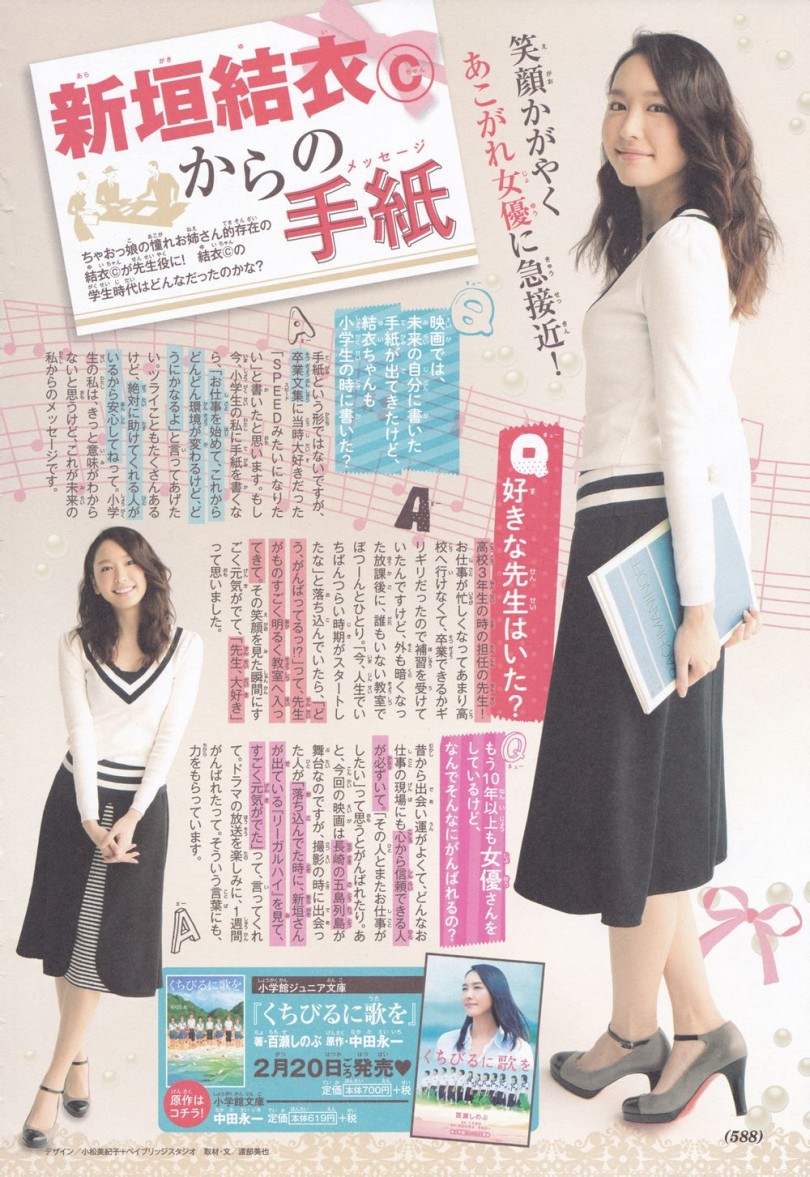 新垣結衣Ⓒ
からの
手紙
メッセージ
ちゃおっ娘の憧れお姉さん的存在の
結衣Ⓒが先生役に! 結衣Ⓒの
学生時代はどんなだったのかな?
笑顔かがやく
あこがれ女優に急接近!
Q
映画では、
未来の自分に書いた
手紙が出てきたけど、
結衣ちゃんも
小学生の時に書いた?
A
手紙という形ではないですが、
卒業文集に当時大好きだった
「SPEEDみたいになりた
い」と書いたと思います。もし
今、小学生の私に手紙を書くな
ら、「お仕事を始めて、これから
どんどん環境が変わるけど、ど
うにかなるよ」と言ってあげた
い。ツライこともたくさんある
けど、絶対に助けてくれる人が
いるから安心してねって。小学
生の私は、きっと意味がわから
ないと思うけど、これが未来の
私からのメッセージです。
Q
好きな先生はいた?
A
高校3年生の時の担任の先生!
お仕事が忙しくなってあまり高
校へ行けなくて、卒業できるかギ
リギリだったので補習を受けて
いたんですけど、外も暗くなっ
た放課後に、誰もいない教室で
ぽつーんとひとり。「今、人生でい
ちばんつらい時期がスタートし
たな」と落ち込んでいたら、「ど
う、がんばってるっ!?」って、先生
がものすごく明るく教室へ入っ
てきて、その笑顔を見た瞬間にす
ごく元気がでて、「先生、大好き」
って思いました。
Q
もう10年以上も女優さんを
しているけど、
なんでそんなにがんばれるの?
A
昔から出会い運がよくて、どんなお
仕事の現場にも心から信頼できる人
が必ずいて。「その人とまたお仕事が
したい」って思うとがんばれたり。あ
と、今回の映画は長崎の五島列島が
舞台なのですが、撮影の時に出会っ
た人が「落ち込んでた時に、新垣さん
が出ている『リーガルハイ』を見て、
すごく元気がでた」って、言ってくれ
て。ドラマの放送を楽しみに、1週間
がんばれたって。そういう言葉にも、
力をもらっています。
くちびるに歌を
原作は
コチラ!
小学館ジュニア文庫
『くちびるに歌を』
著・百瀬しのぶ 原作・中田永一
2月20日ごろ発売♥
定価 本体700円 +税
小学館文庫
中田永一 定価 本体619円 +税
くちびるに歌を
百瀬しのぶ
(588)
デザイン/小松美紀子+ベイブリッジスタジオ 取材・文/渡部美也